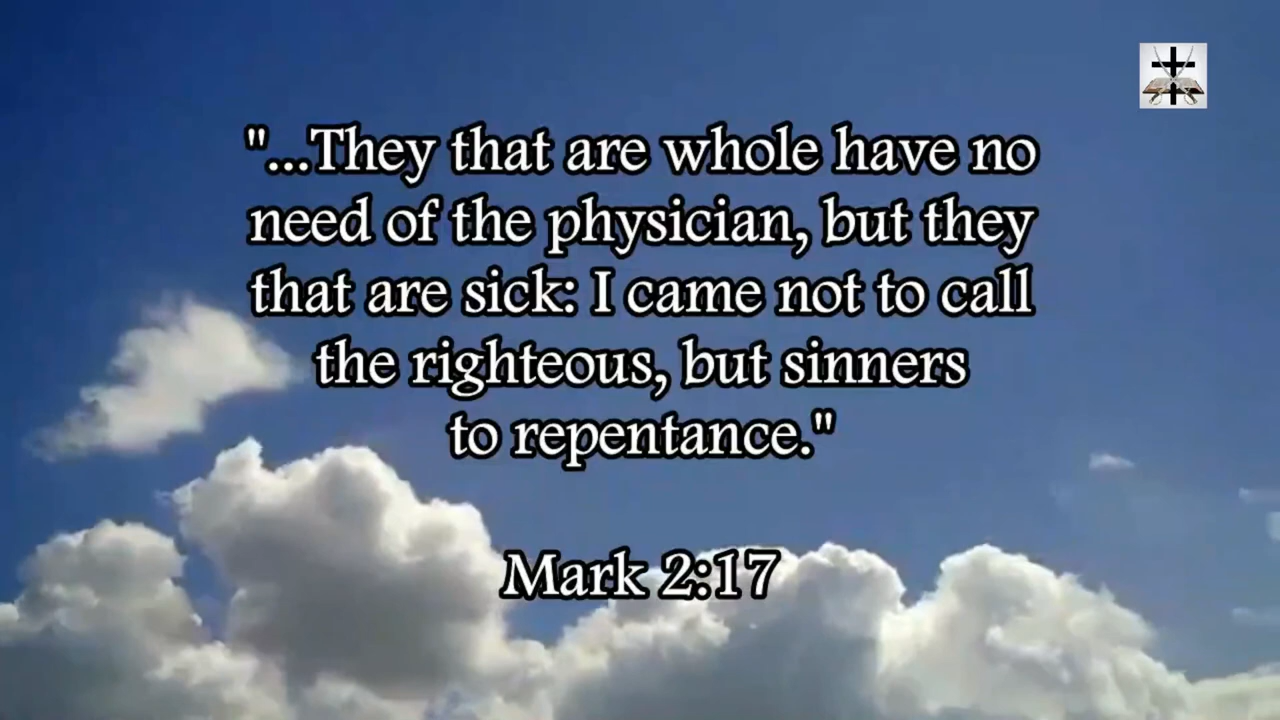 "...They that are whole have no
need of the physician, but they
that are sick: I came not to call
the righteous, but sinners
to repentance."
Mark 2:17